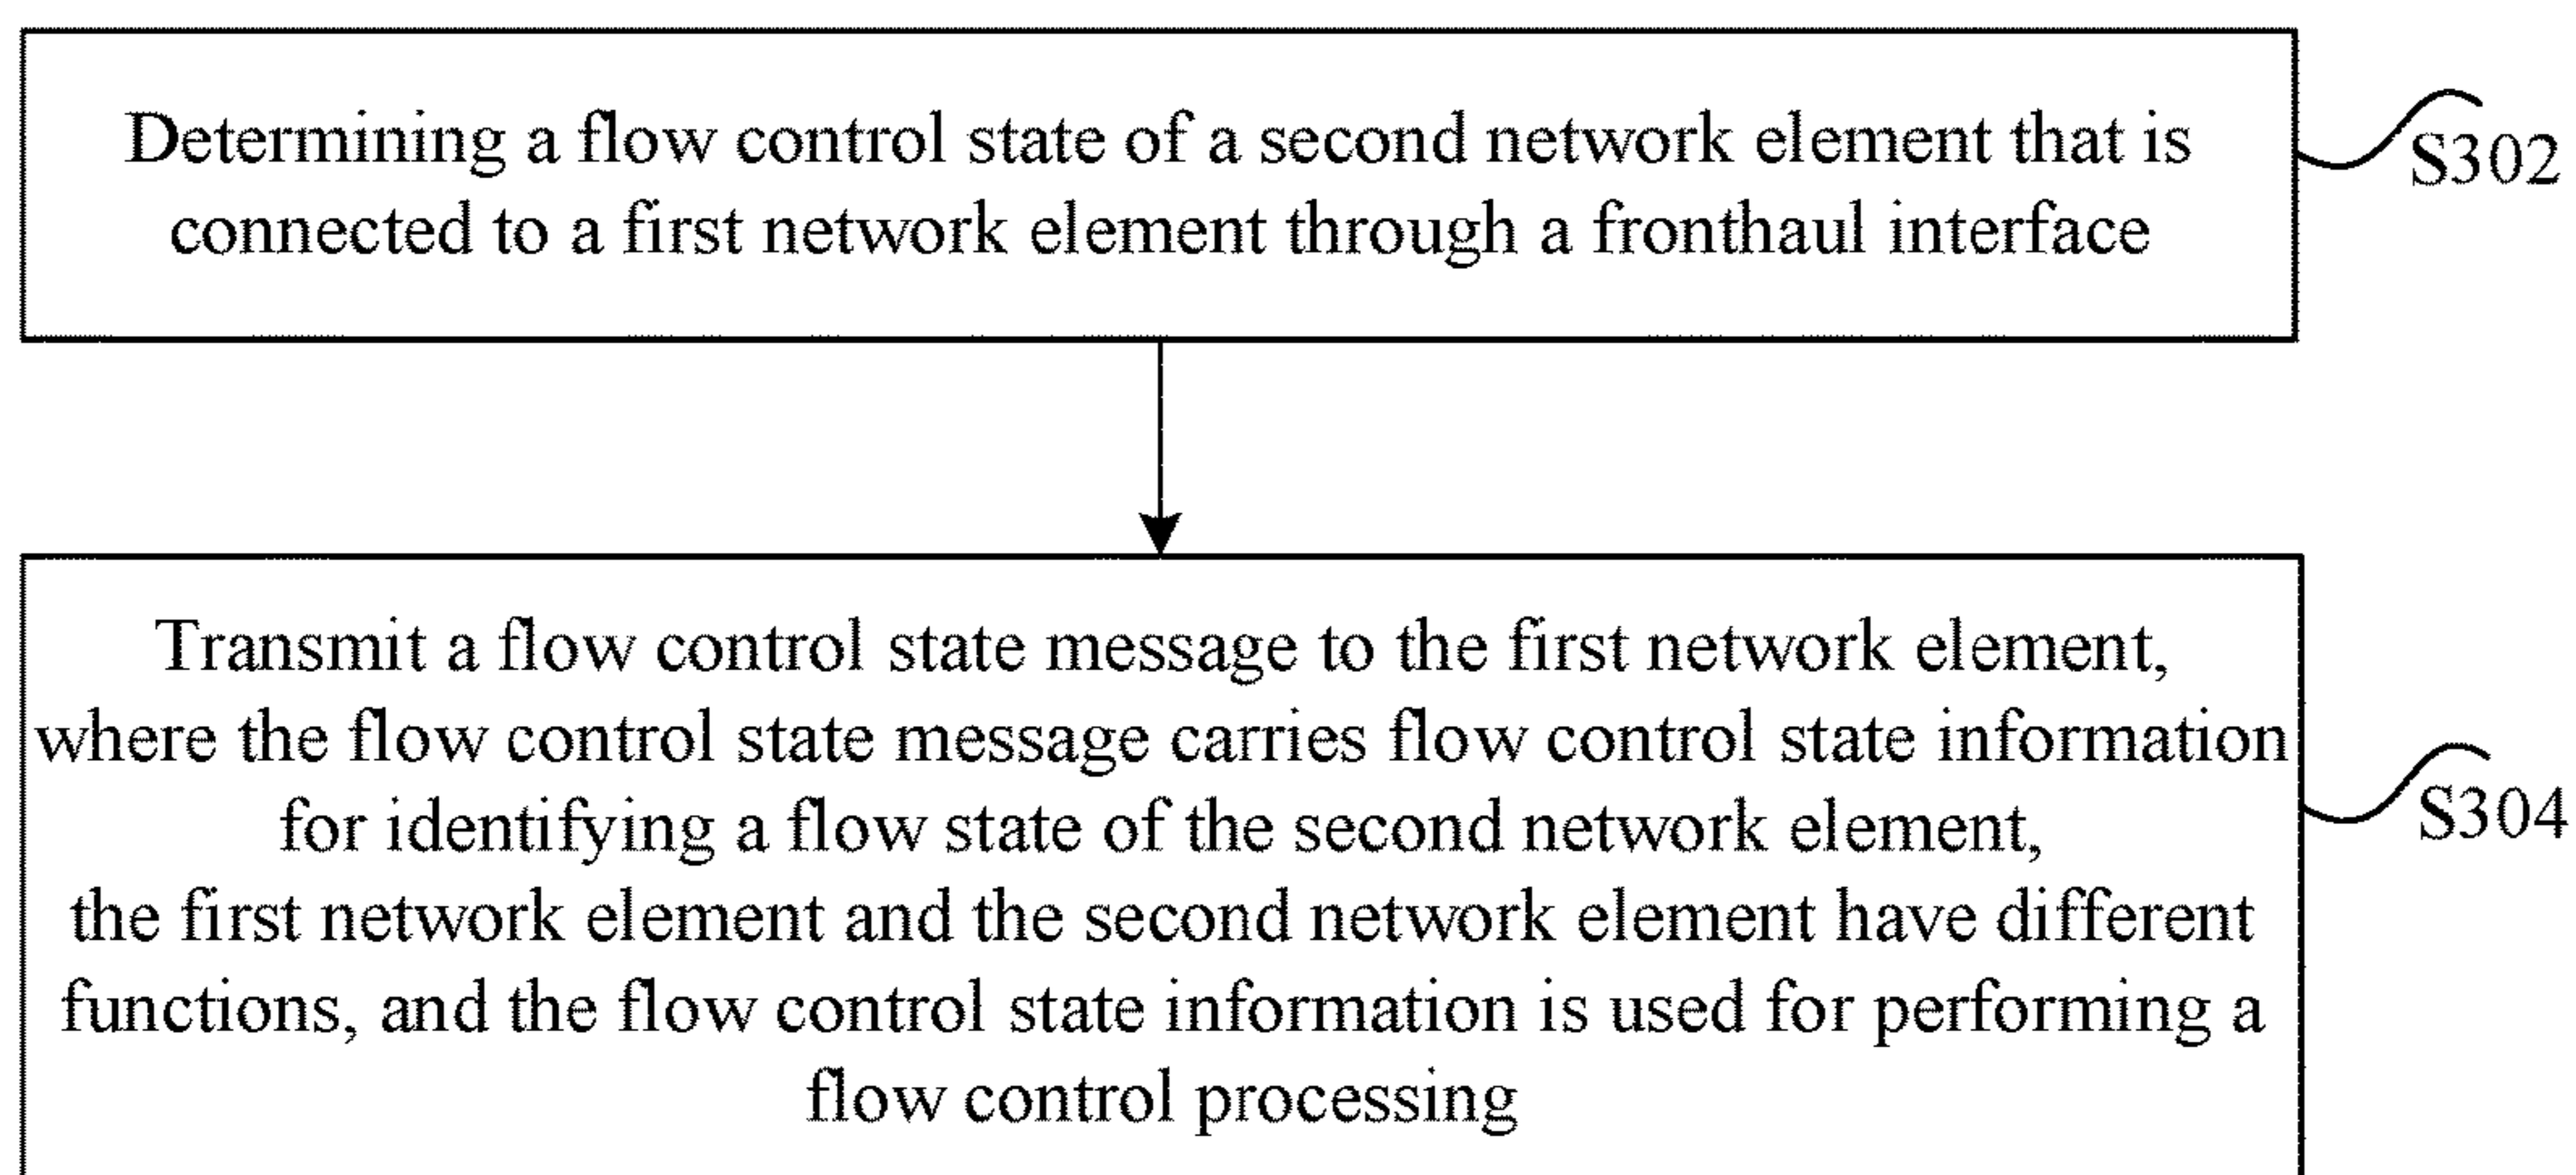 Determining a flow control state of a second network element that is
connected to a first network element through a fronthaul interface
S302
Transmit a flow control state message to the first network element,
where the flow control state message carries flow control state information
for identifying a flow state of the second network element,
the first network element and the second network element have different
functions, and the flow control state information is used for performing a
flow control processing
S304